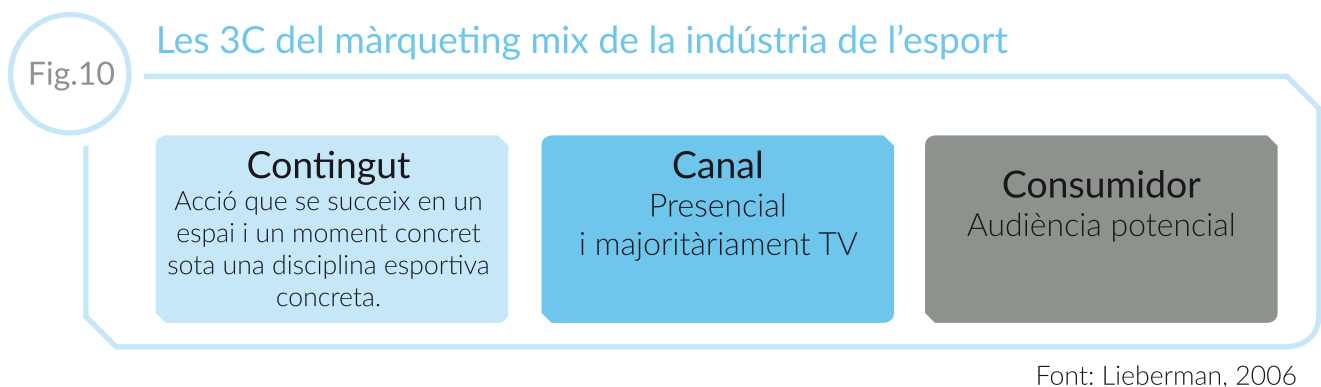 Fig.10
Les 3C del màrqueting mix de la indústria de l’esport
Contingut
Acció que se succeix en un
espai i un moment concret
sota una disciplina esportiva
concreta.
Canal
Presencial
i majoritàriament TV
Consumidor
Audiència potencial
Font: Lieberman, 2006